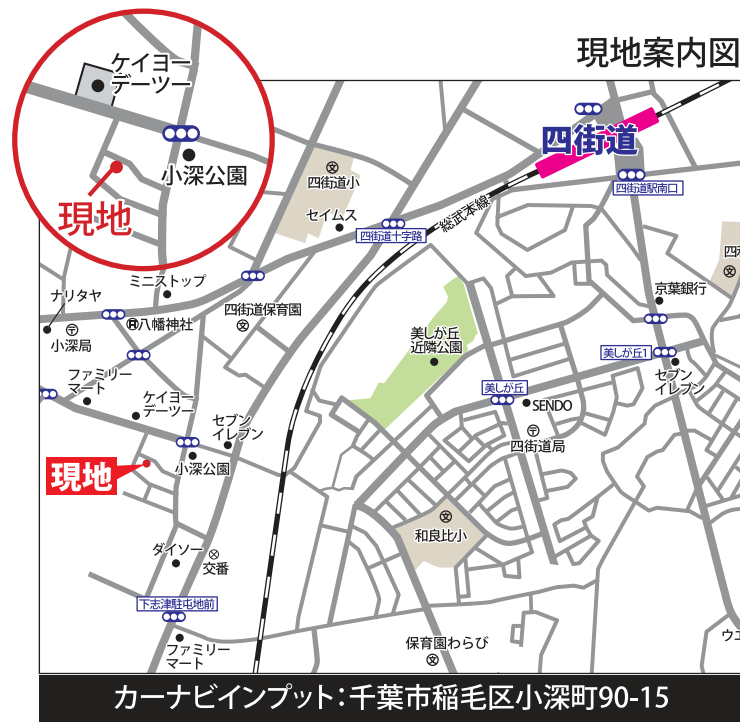 現地案内図
ケイヨー
デーツー
小深公園
現地
四街道
四街道小
セイムス
四街道駅南口
総武本線
四街道十字路
四和
ミニストップ
ナリタヤ
四街道保育園
京葉銀行
八幡神社
小深局
美しが丘
近隣公園
美しが丘1
セブン
イレブン
ファミリー
マート
ケイヨー
デーツー
美しが丘
SENDO
セブン
イレブン
四街道局
小深公園
現地
和良比小
ダイソー
交番
下志津駐屯地前
ファミリー
マート
保育園わらび
ウエ
カーナビインプット：千葉市稲毛区小深町90-15